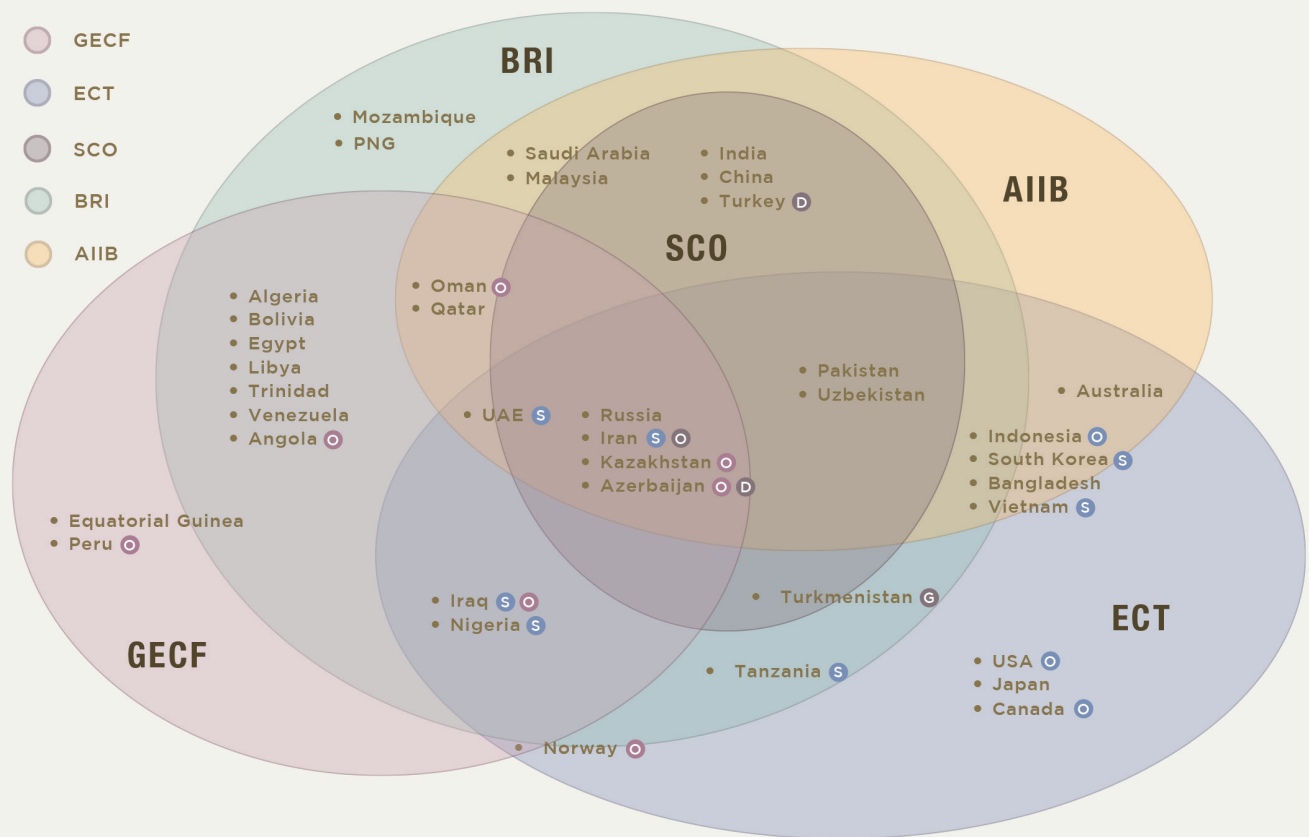 GECF
ECT
SCO
BRI
AIIB
BRI
AIIB
SCO
GECF
ECT
Mozambique
PNG
Saudi Arabia
Malaysia
India
China
Turkey D
Oman O
Qatar
Algeria
Bolivia
Egypt
Libya
Trinidad
Venezuela
Angola O
Pakistan
Uzbekistan
UAE S
Russia
Iran S O
Kazakhstan O
Azerbaijan O D
Australia
Indonesia O
South Korea S
Bangladesh
Vietnam S
Equatorial Guinea
Peru O
Iraq S O
Nigeria S
Turkmenistan G
Tanzania S
USA O
Japan
Canada O
Norway O